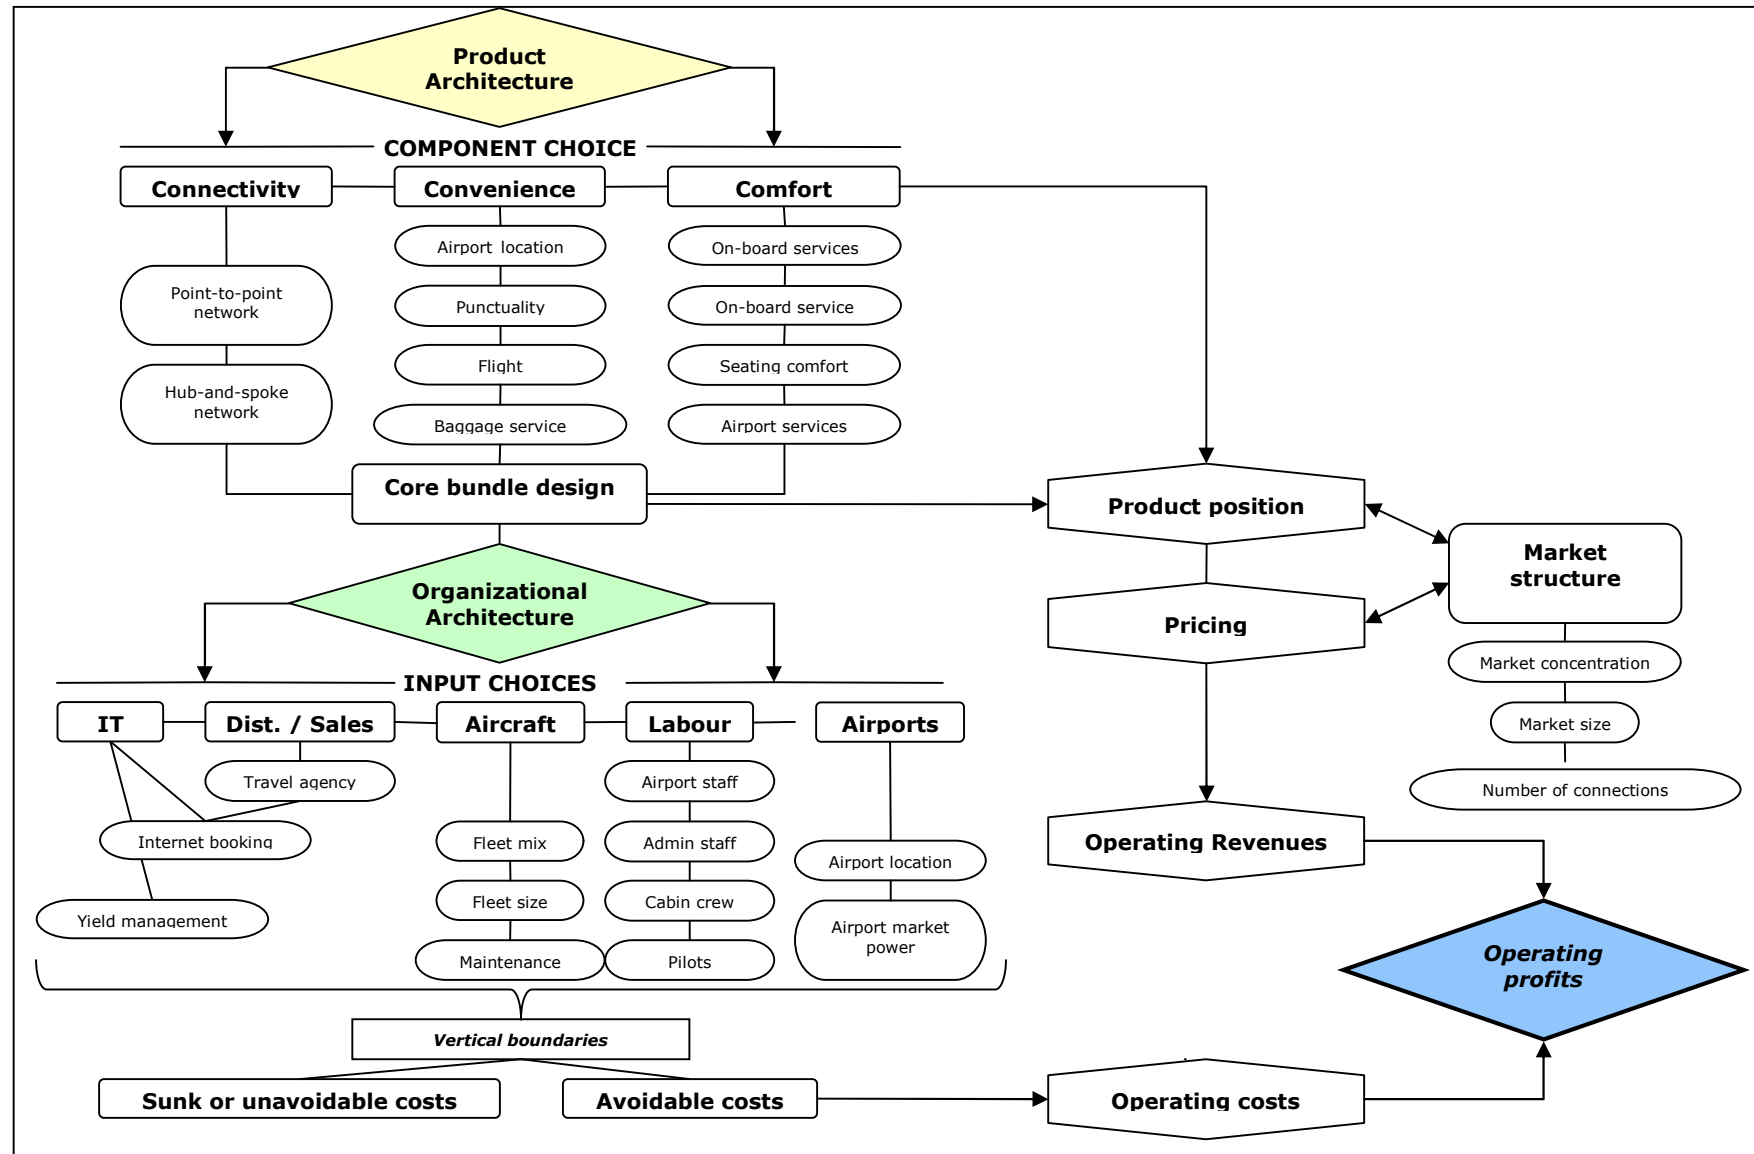 Product
Architecture
COMPONENT CHOICE
Connectivity
Convenience
Comfort
Airport location
On-board services
Point-to-point
network
Punctuality
On-board service
Flight
Seating comfort
Hub-and-spoke
network
Baggage service
Airport services
Core bundle design
Product position
Market
structure
Organizational
Architecture
Pricing
Market concentration
INPUT CHOICES
IT
Dist. / Sales
Aircraft
Labour
Airports
Market size
Travel agency
Airport staff
Number of connections
Internet booking
Fleet mix
Admin staff
Airport location
Operating Revenues
Yield management
Fleet size
Cabin crew
Airport market
power
Maintenance
Pilots
Operating
profits
Vertical boundaries
Sunk or unavoidable costs
Avoidable costs
Operating costs